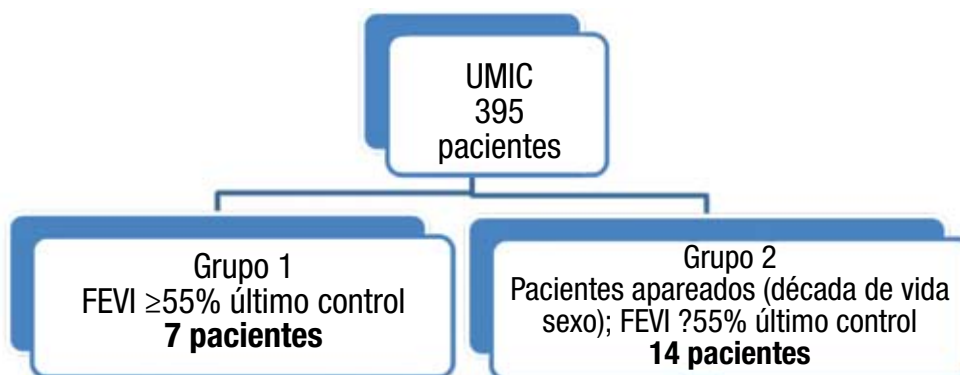 UMIC
395
pacientes
Grupo 1
FEVI ≥55% último control
7 pacientes
Grupo 2
Pacientes apareados (década de vida
sexo); FEVI ?55% último control
14 pacientes